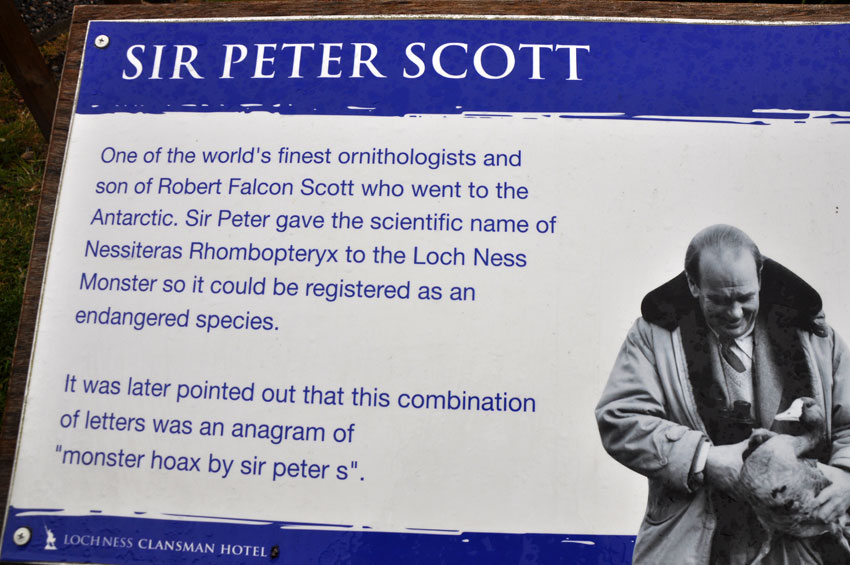 SIR PETER SCOTT
One of the world's finest ornithologists and
son of Robert Falcon Scott who went to the
Antarctic. Sir Peter gave the scientific name of
Nessiteras Rhombopteryx to the Loch Ness
Monster so it could be registered as an
endangered species.
It was later pointed out that this combination
of letters was an anagram of
"monster hoax by sir peter s".
LOCH NESS CLANSMAN HOTEL